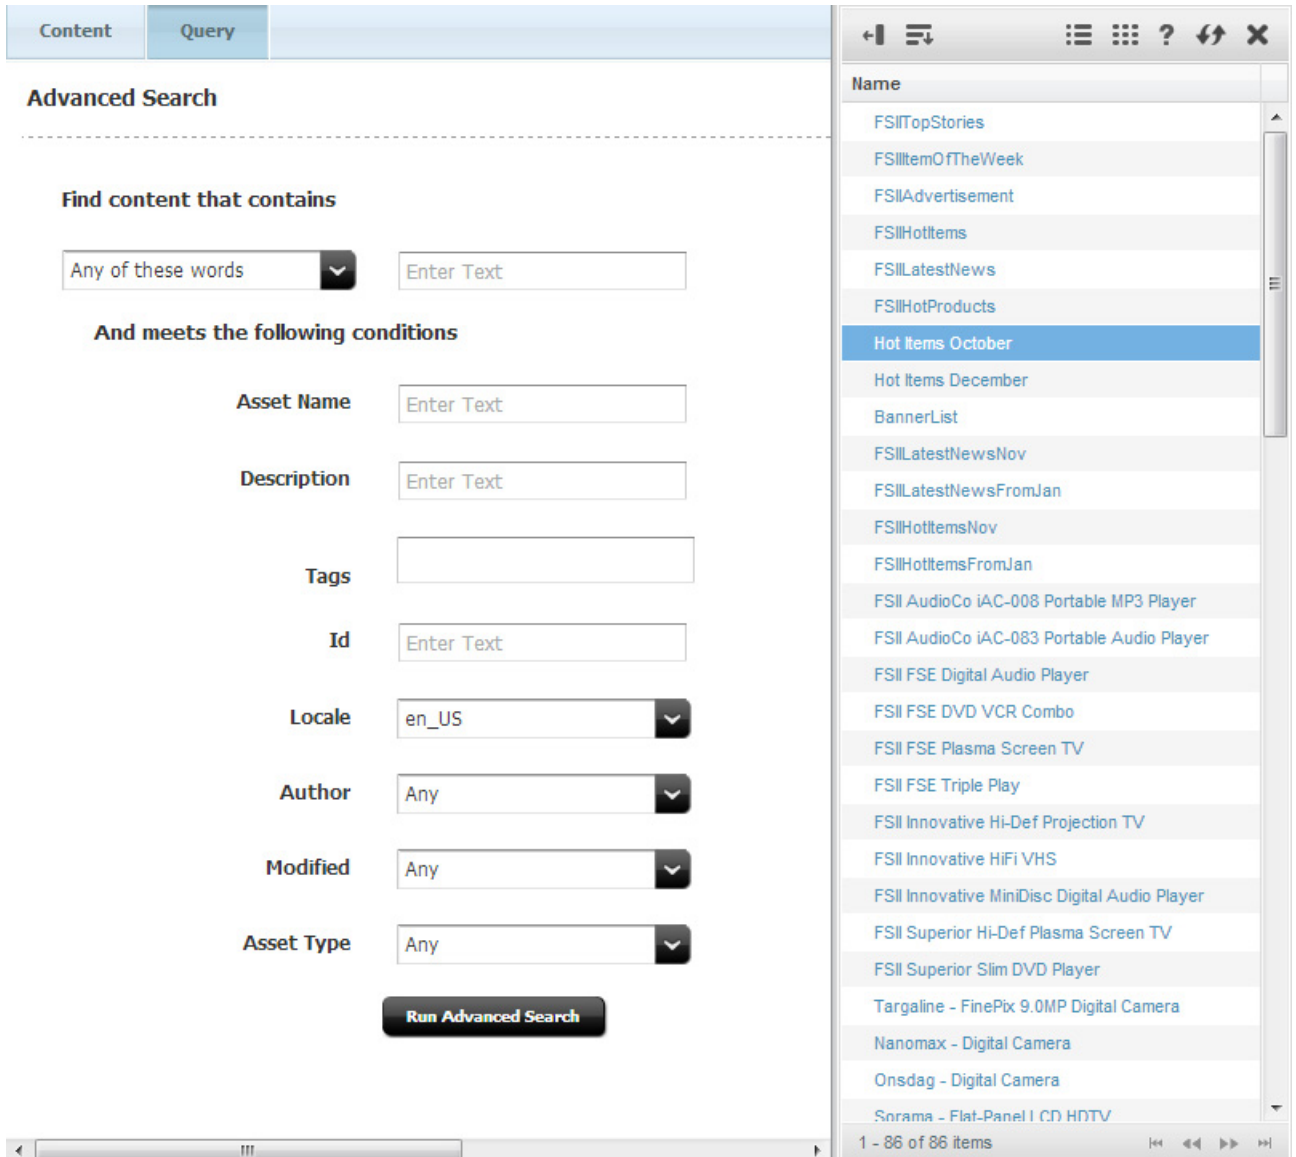 Content
Query
Advanced Search
Find content that contains
Any of these words
Enter Text
And meets the following conditions
Asset Name
Enter Text
Description
Enter Text
Tags
Id
Enter Text
Locale
en_US
Author
Any
Modified
Any
Asset Type
Any
Run Advanced Search
?
Name
FSIITopStories
FSIIItemOfTheWeek
FSIIAdvertisement
FSIIHotItems
FSIILatestNews
FSIIHotProducts
Hot Items October
Hot Items December
BannerList
FSIILatestNewsNov
FSIILatestNewsFromJan
FSIIHotItemsNov
FSIIHotItemsFromJan
FSII AudioCo iAC-008 Portable MP3 Player
FSII AudioCo iAC-083 Portable Audio Player
FSII FSE Digital Audio Player
FSII FSE DVD VCR Combo
FSII FSE Plasma Screen TV
FSII FSE Triple Play
FSII Innovative Hi-Def Projection TV
FSII Innovative HiFi VHS
FSII Innovative MiniDisc Digital Audio Player
FSII Superior Hi-Def Plasma Screen TV
FSII Superior Slim DVD Player
Targaline - FinePix 9.0MP Digital Camera
Nanomax - Digital Camera
Onsdag - Digital Camera
Sorama - Flat-Panel LCD HDTV
1 - 86 of 86 items